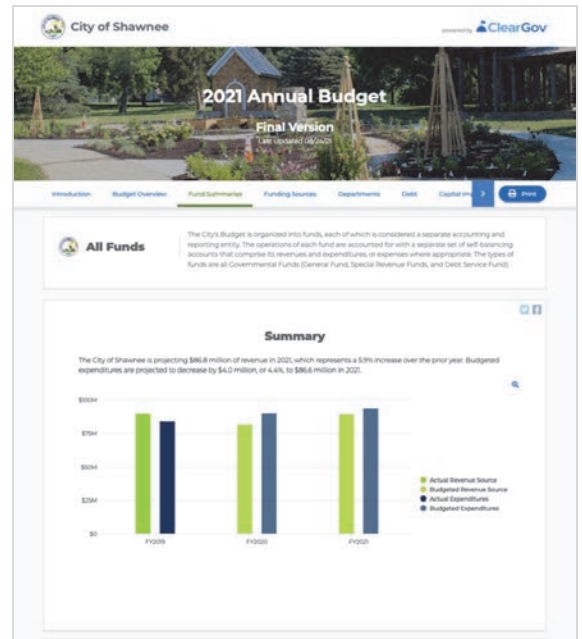 City of Shawnee
powered by ClearGov
2021 Annual Budget
Final Version
Last Updated 08/24/21
Introduction
Budget Overview
Fund Summaries
Funding Sources
Departments
Debt
Capital Im
Print
All Funds
The City's Budget is organized into funds, each of which is considered a separate accounting and
reporting entity. The operations of each fund are accounted for with a separate set of self-balancing
accounts that comprise its revenues and expenditures, or expenses where appropriate. The types of
funds are all Governmental Funds (General Fund, Special Revenue Funds, and Debt Service Fund).
Summary
The City of Shawnee is projecting $86.8 million of revenue in 2021, which represents a 5.9% increase over the prior year. Budgeted
expenditures are projected to decrease by $4.0 million, or 4.4%, to $86.6 million in 2021.
$100M
$75M
$50M
$25M
$0
FY2019
FY2020
FY2021
Actual Revenue Source
Budgeted Revenue Source
Actual Expenditures
Budgeted Expenditures